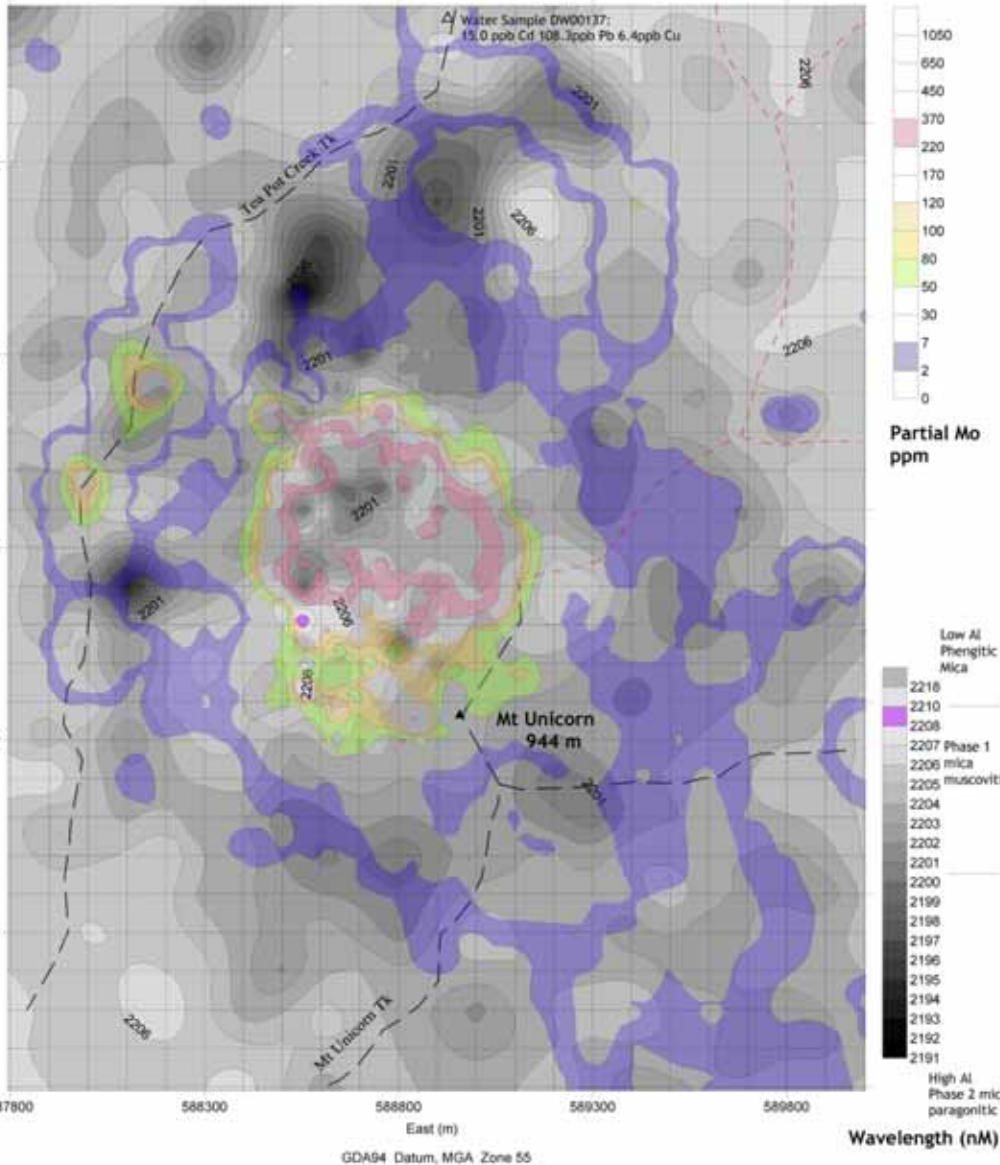 Water Sample DW00137:
15.0 ppb Cd 108.3ppb Pb 6.4ppb Cu
2206
2201
Tea Pot Creek Tk
2201
2201
2206
2201
2206
2201
2201
2206
2206
Mt Unicorn
944 m
2201
2206
Mt Unicorn Tk
1050
650
450
370
220
170
120
100
80
50
30
7
2
0
Partial Mo
ppm
Low Al
Phengitic
Mica
2218
2210
2208
2207
2206
2205
2204
2203
2202
2201
2200
2199
2198
2197
2196
2195
2194
2193
2192
2191
Phase 1
mica
muscoviti
High Al
Phase 2 mic
paragonitic
Wavelength (nM)
87800 588300 588800 589300 589800
East (m)
GDA94 Datum, MGA Zone 55